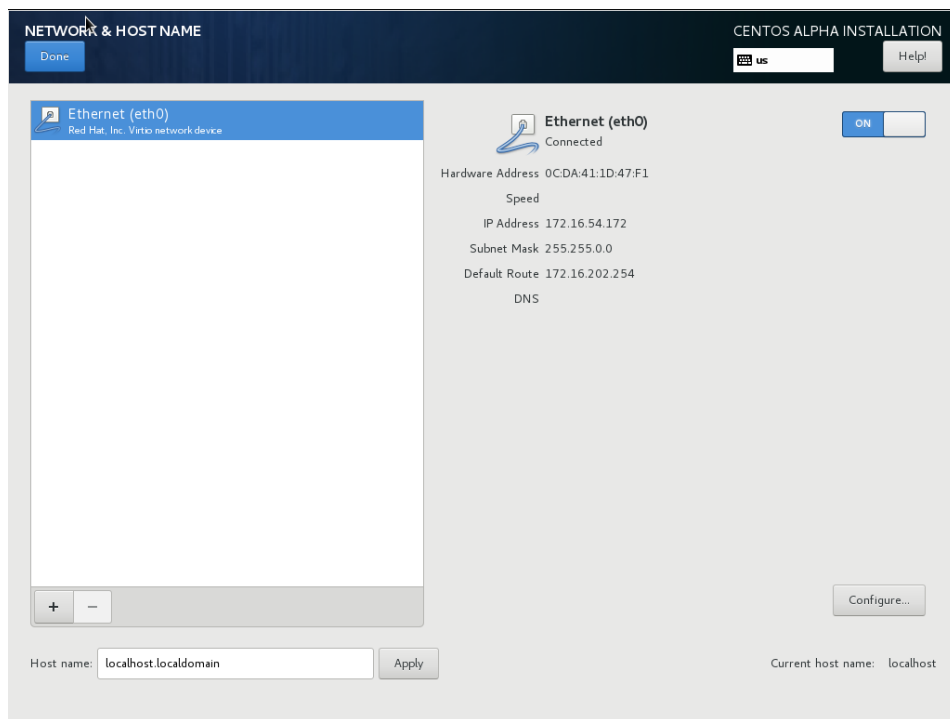 NETWORK & HOST NAME
CENTOS ALPHA INSTALLATION
Done
us
Help!
Ethernet (eth0)
Red Hat, Inc. Virtio network device
Ethernet (eth0)
Connected
ON
Hardware Address 0C:DA:41:1D:47:F1
Speed
IP Address 172.16.54.172
Subnet Mask 255.255.0.0
Default Route 172.16.202.254
DNS
+ −
Configure...
Host name: localhost.localdomain Apply
Current host name: localhost